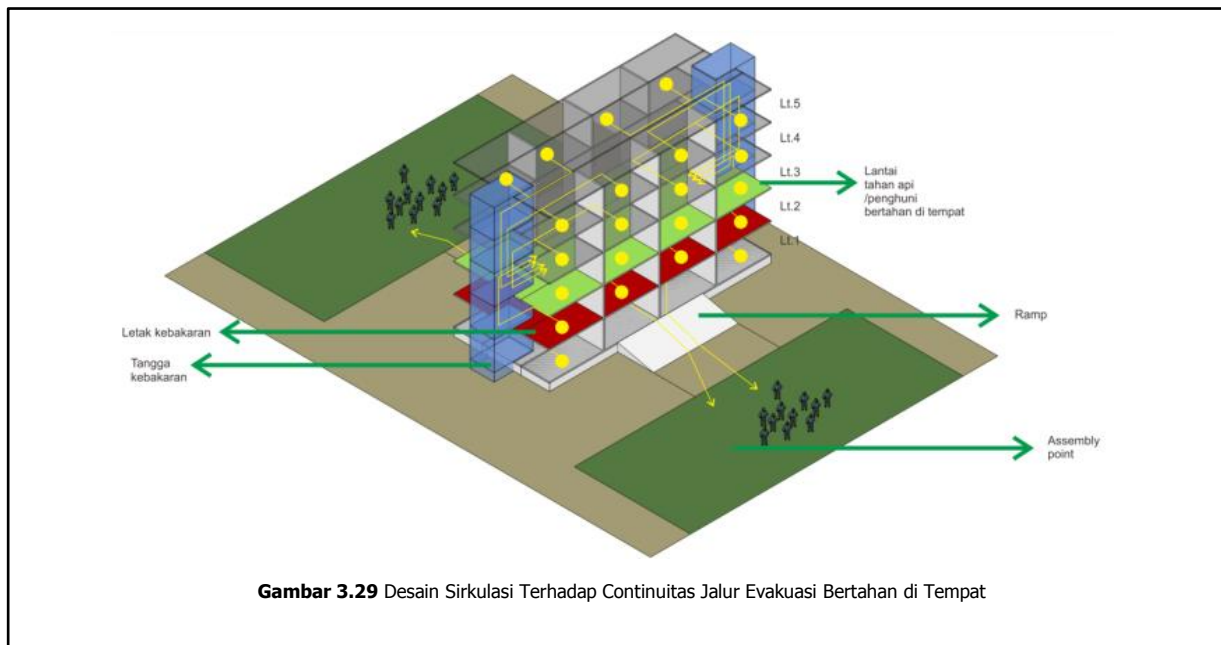 Lt.5
Lt.4
Lt.3
Lt.2
Lt.1
Lantai
tahan api
/penghuni
bertahan di tempat
Ramp
Letak kebakaran
Tangga
kebakaran
Assembly
point
Gambar 3.29 Desain Sirkulasi Terhadap Continuitas Jalur Evakuasi Bertahan di Tempat